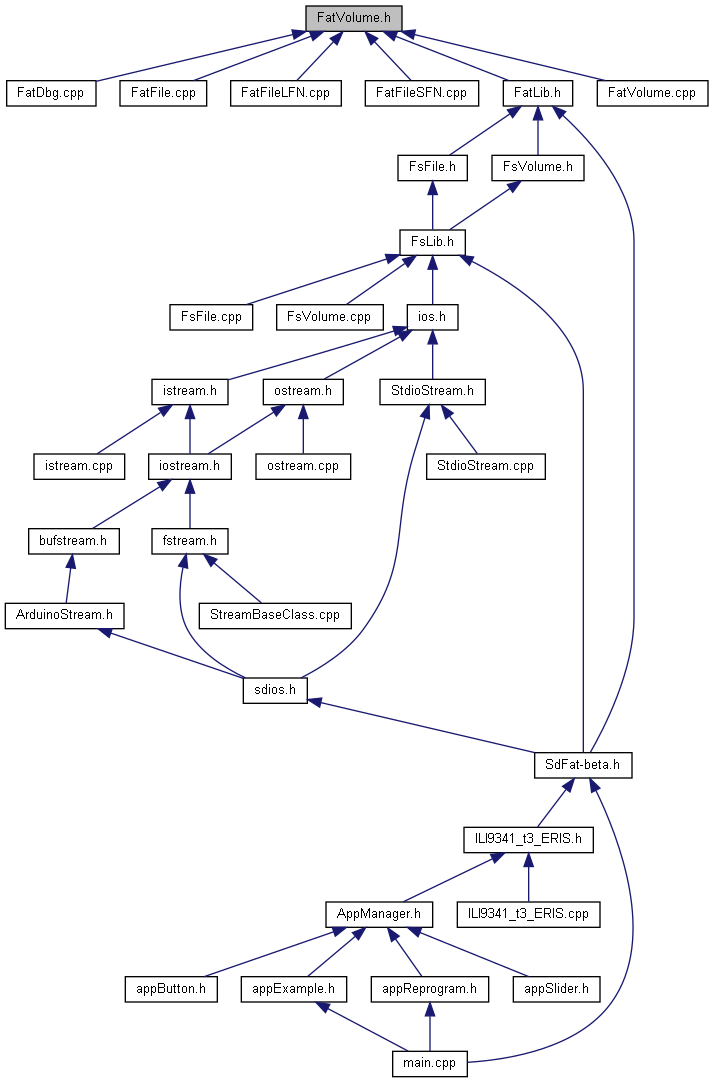 FatVolume.h
FatDbg.cpp
FatFile.cpp
FatFileLFN.cpp
FatFileSFN.cpp
FatLib.h
FatVolume.cpp
FsFile.h
FsVolume.h
FsLib.h
FsFile.cpp
FsVolume.cpp
ios.h
istream.h
ostream.h
StdioStream.h
istream.cpp
iostream.h
ostream.cpp
StdioStream.cpp
bufstream.h
fstream.h
ArduinoStream.h
StreamBaseClass.cpp
sdios.h
SdFat-beta.h
ILI9341_t3_ERIS.h
AppManager.h
ILI9341_t3_ERIS.cpp
appButton.h
appExample.h
appReprogram.h
appSlider.h
main.cpp